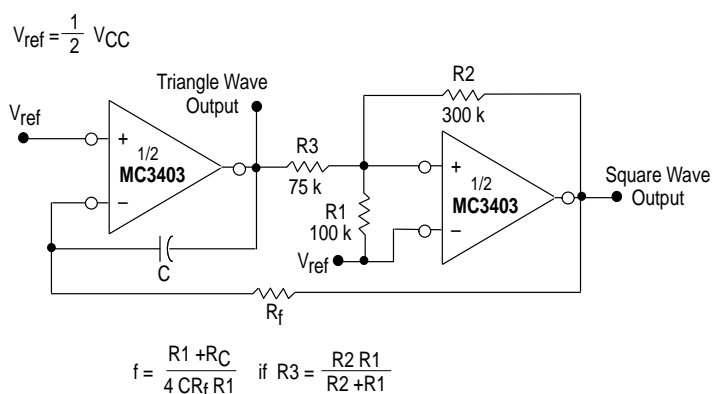 Vref = 1/2 VCC
Triangle Wave
Output
R2
300 k
Vref
+
1/2
MC3403
−
R3
75 k
+
1/2
MC3403
−
Square Wave
Output
R1
100 k
Vref
C
Rf
f = R1 +RC / 4 CRf R1 if R3 = R2 R1 / R2 +R1